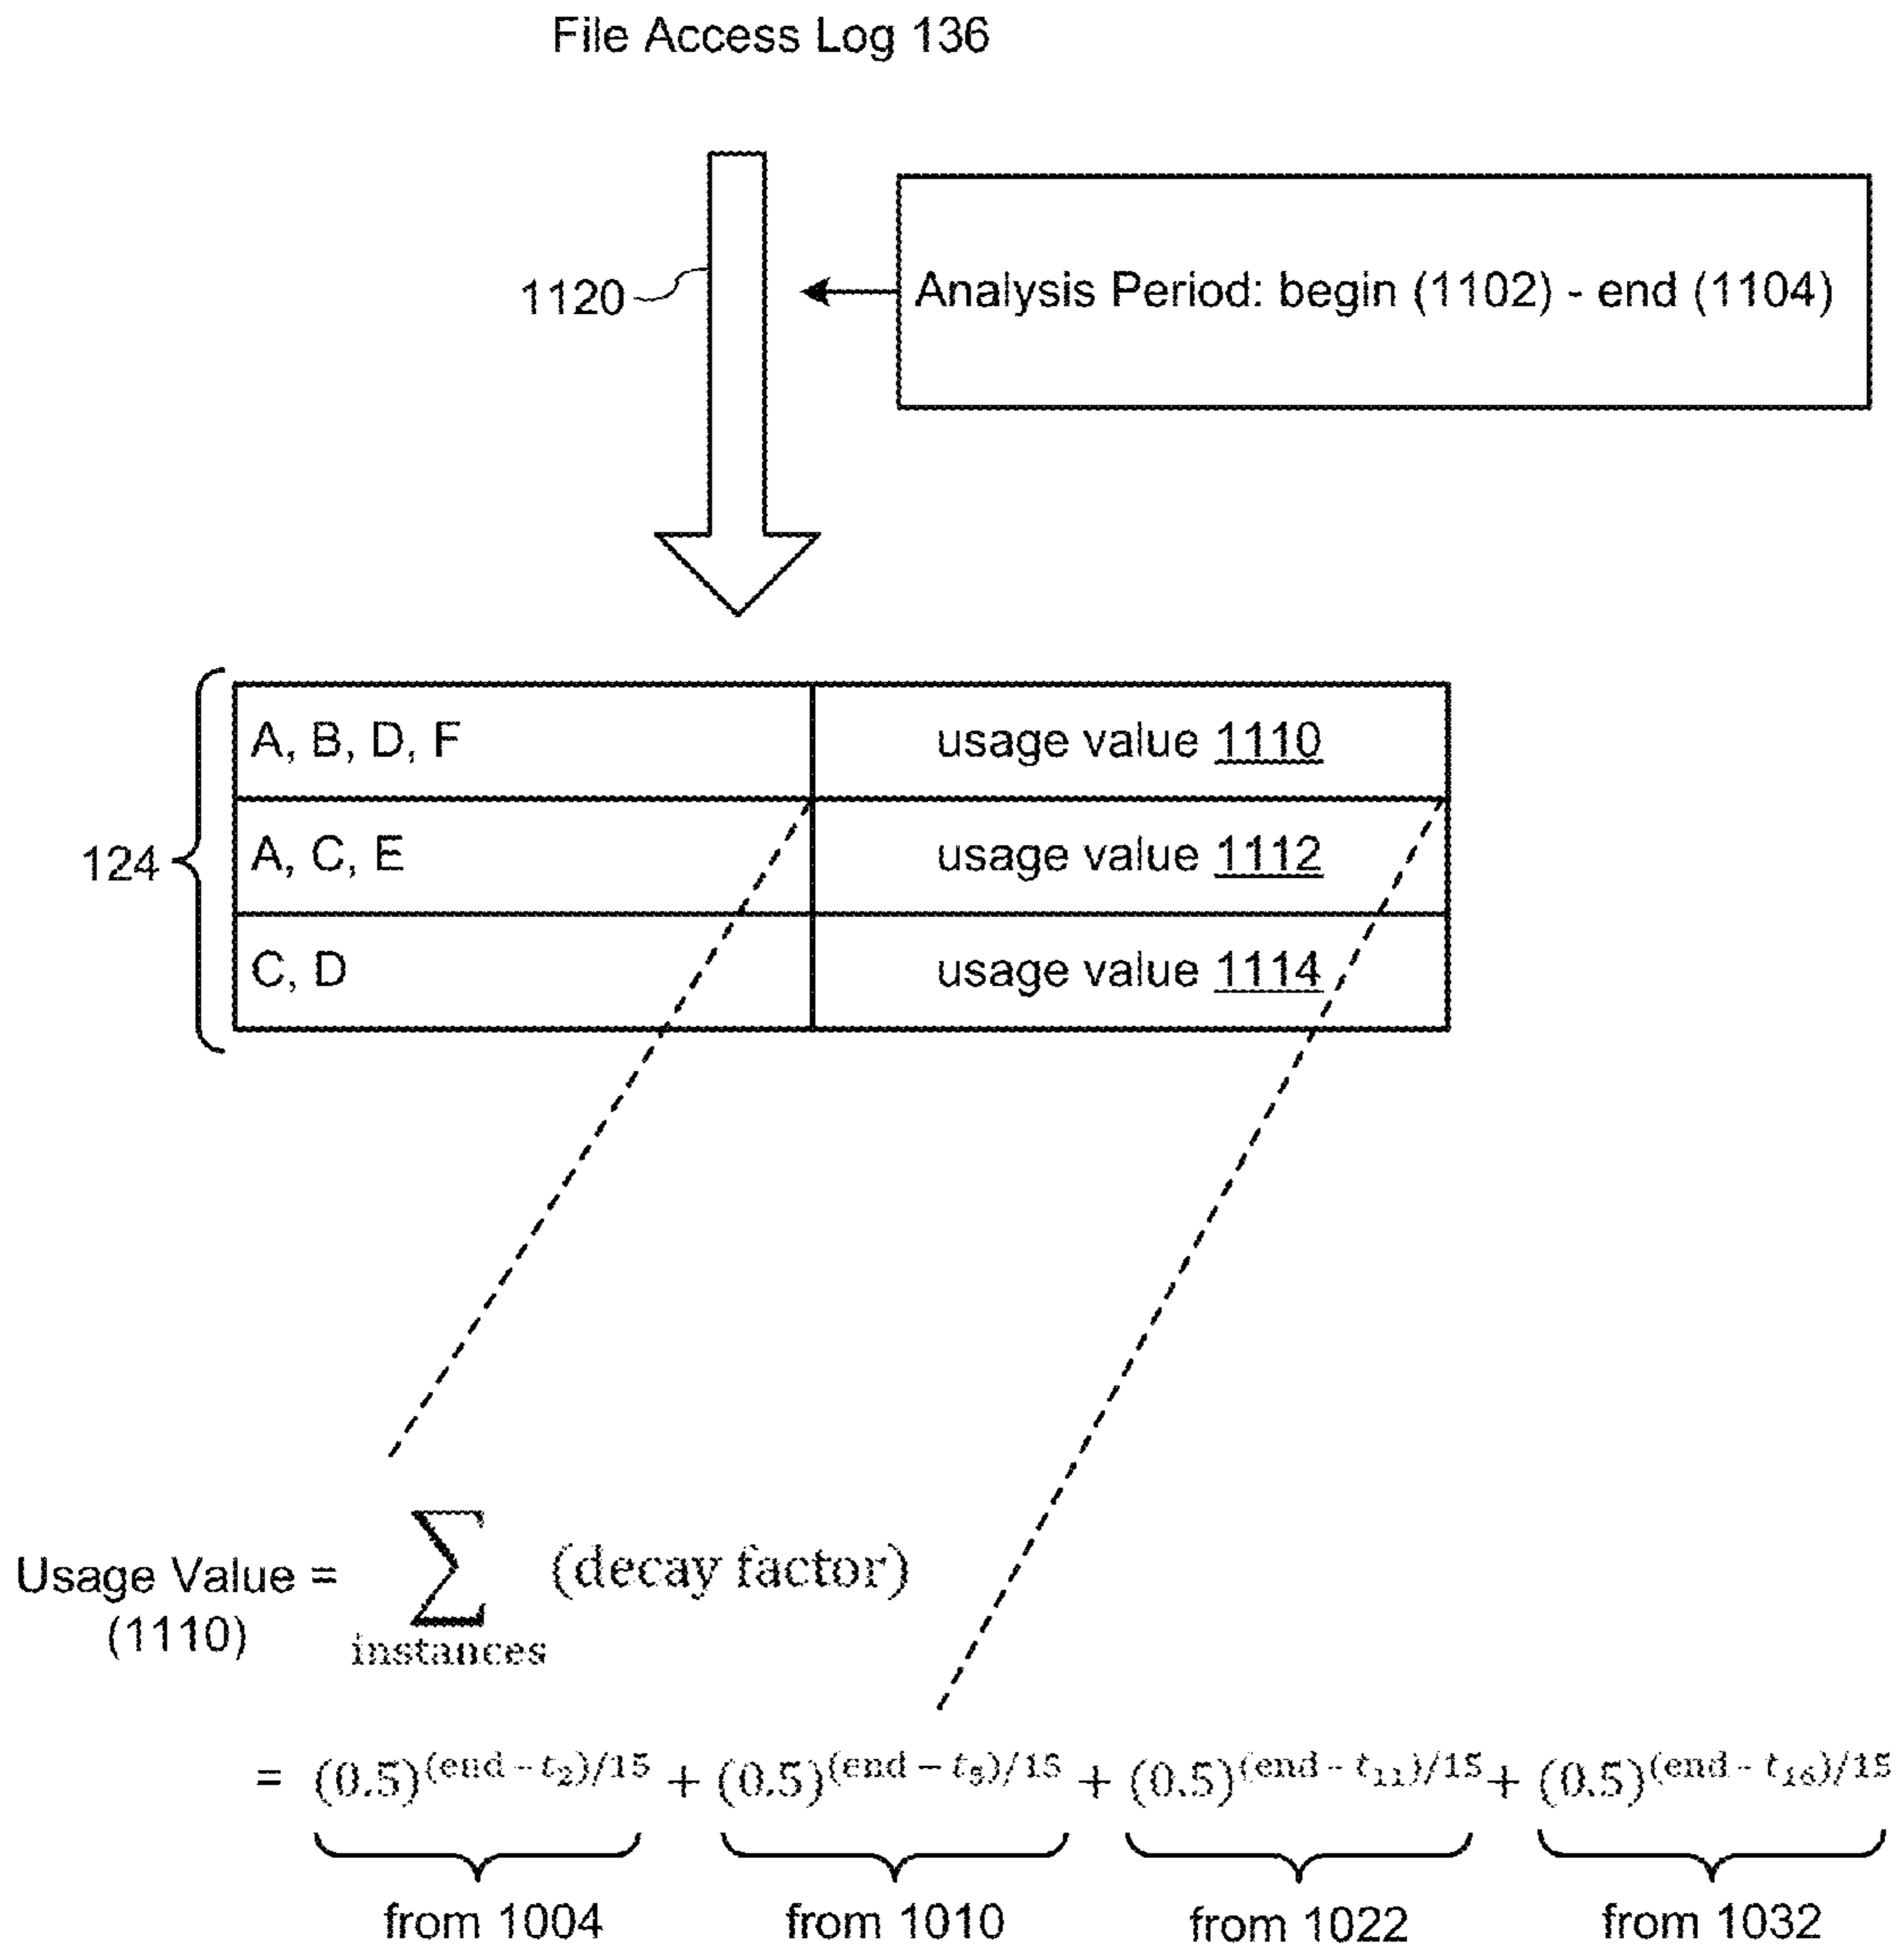 File Access Log 136
1120
Analysis Period: begin (1102) - end (1104)
124
A, B, D, F
usage value 1110
A, C, E
usage value 1112
C, D
usage value 1114
Usage Value = ∑ (decay factor)
(1110)
instances
= (0.5)^(end - t₂)/15 + (0.5)^(end - t₅)/15 + (0.5)^(end - t₁₁)/15 + (0.5)^(end - t₁₆)/15
from 1004
from 1010
from 1022
from 1032